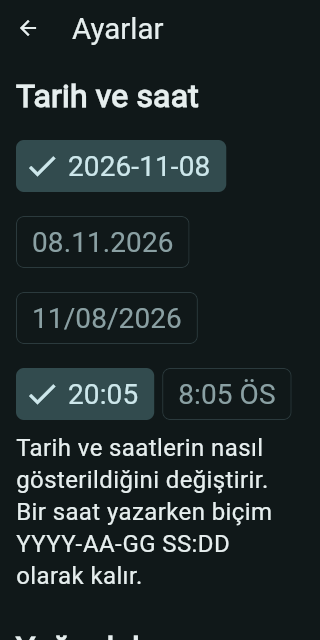 Ayarlar
Tarih ve saat
2026-11-08
08.11.2026
11/08/2026
20:05 8:05 ÖS
Tarih ve saatlerin nasıl
gösterildiğini değiştirir.
Bir saat yazarken biçim
YYYY-AA-GG SS:DD
olarak kalır.